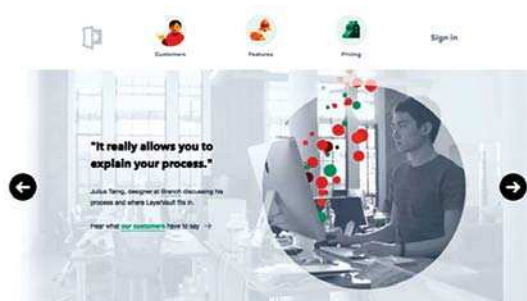 Customers
Features
Pricing
Sign in
"It really allows you to
explain your process."
Julius Tarng, designer at Branch discussing his
process and where LayerVault fits in.
Hear what our customers have to say →